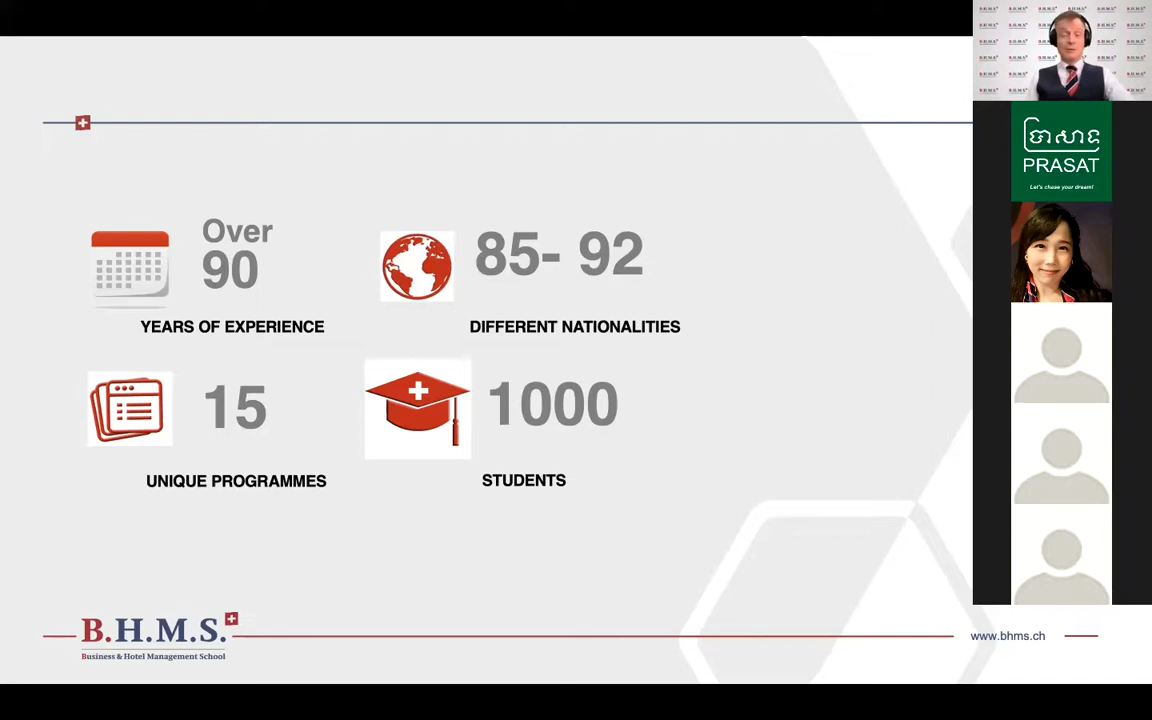 Over
90
YEARS OF EXPERIENCE
85- 92
DIFFERENT NATIONALITIES
15
UNIQUE PROGRAMMES
1000
STUDENTS
B.H.M.S.
Business & Hotel Management School
www.bhms.ch
ប្រាសាទ
PRASAT
Let's chase your dream!